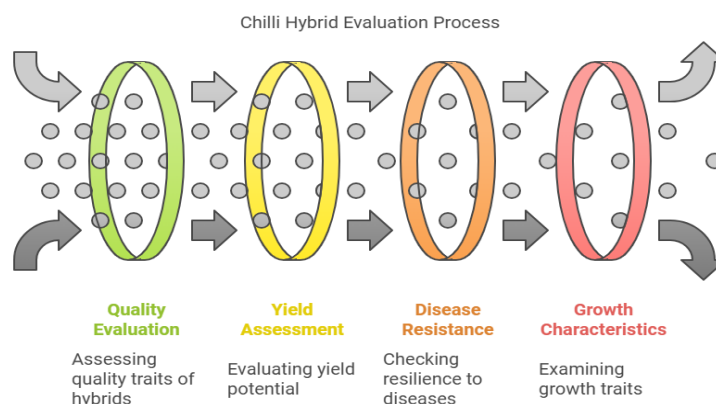 Chilli Hybrid Evaluation Process
Quality
Evaluation
Assessing
quality traits of
hybrids
Yield
Assessment
Evaluating yield
potential
Disease
Resistance
Checking
resilience to
diseases
Growth
Characteristics
Examining
growth traits